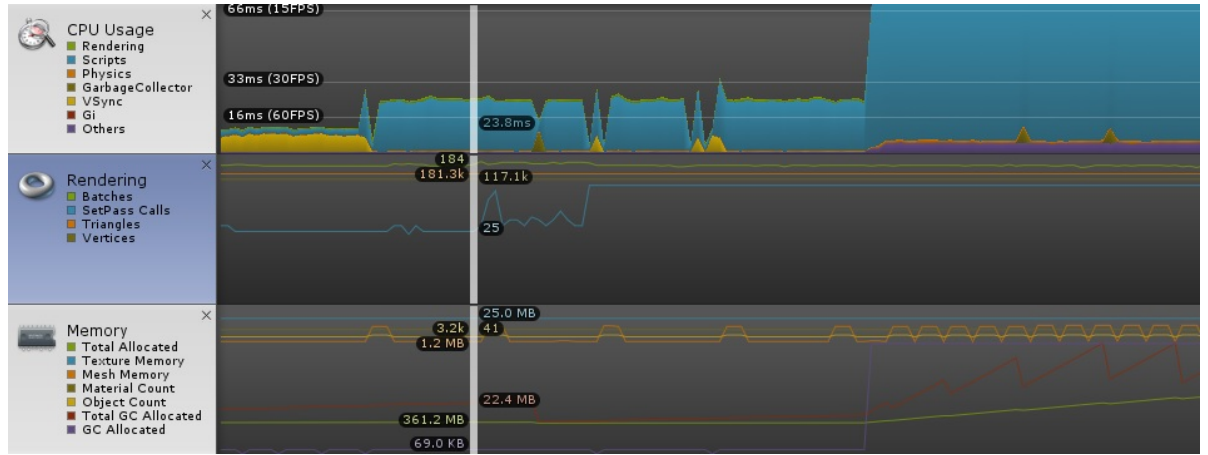 CPU Usage
Rendering
Scripts
Physics
GarbageCollector
VSync
Gi
Others
66ms (15FPS)
33ms (30FPS)
16ms (60FPS)
23.8ms
Rendering
Batches
SetPass Calls
Triangles
Vertices
184
181.3k
117.1k
25
Memory
Total Allocated
Texture Memory
Mesh Memory
Material Count
Object Count
Total GC Allocated
GC Allocated
25.0 MB
3.2k
41
1.2 MB
22.4 MB
361.2 MB
69.0 KB